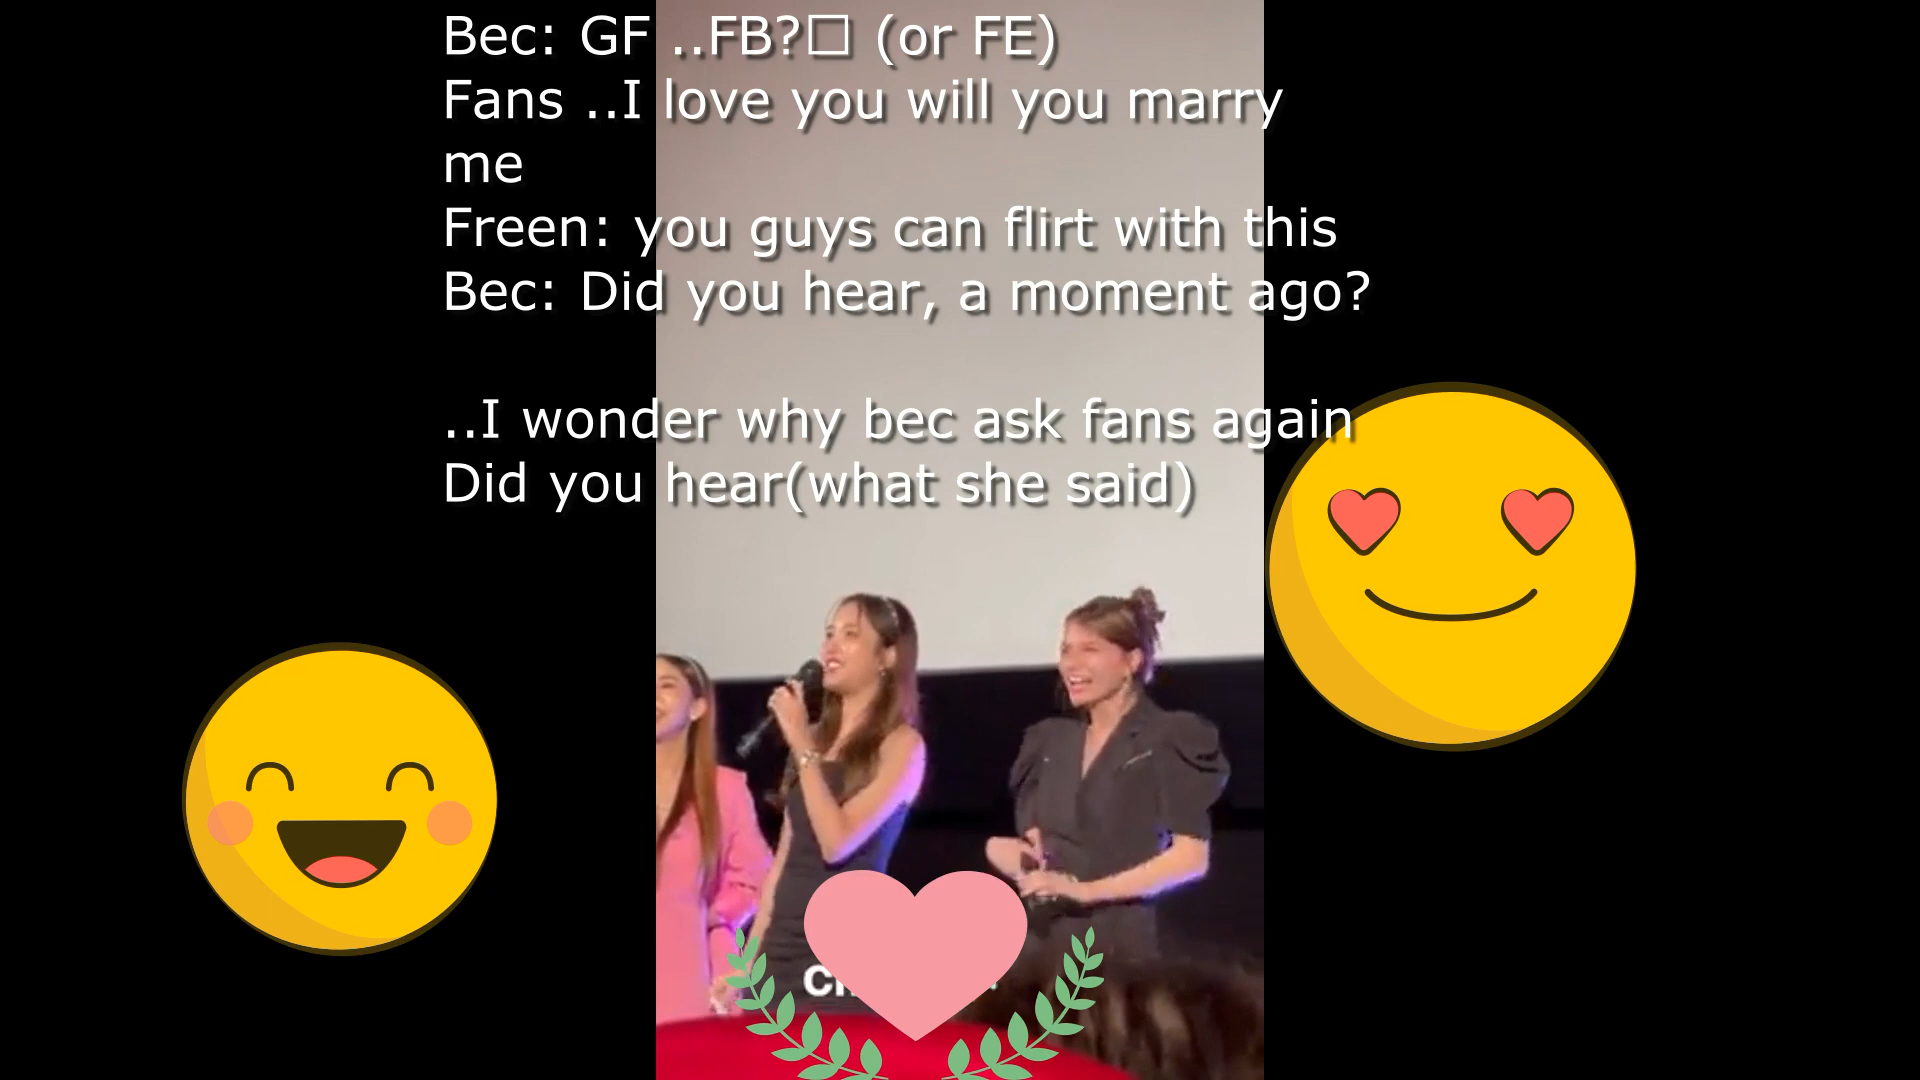 Bec: GF ..FB?□ (or FE)
Fans ..I love you will you marry
me
Freen: you guys can flirt with this
Bec: Did you hear, a moment ago?
..I wonder why bec ask fans again
Did you hear(what she said)